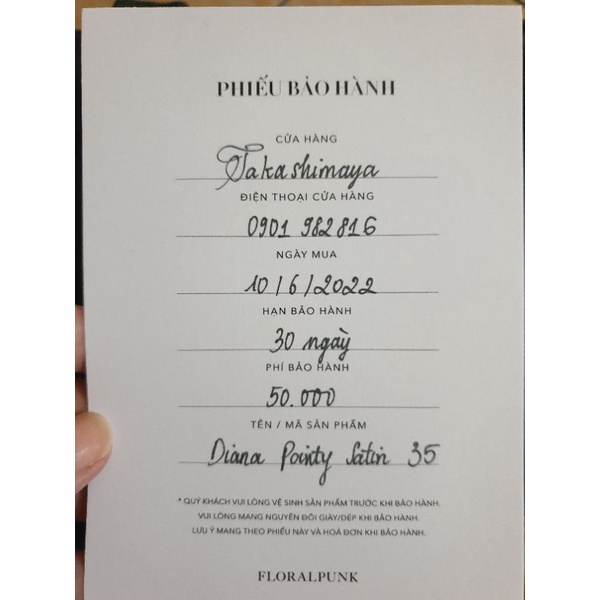 PHIẾU BẢO HÀNH
CỬA HÀNG
Takashimaya
ĐIỆN THOẠI CỬA HÀNG
0901 982816
NGÀY MUA
10/6/2022
HẠN BẢO HÀNH
30 ngày
PHÍ BẢO HÀNH
50.000
TÊN / MÃ SẢN PHẨM
Diana Pointy Satin 35
* QUÝ KHÁCH VUI LÒNG VỆ SINH SẢN PHẨM TRƯỚC KHI BẢO HÀNH.
VUI LÒNG MANG NGUYÊN ĐÔI GIÀY/DÉP KHI BẢO HÀNH.
LƯU Ý MANG THEO PHIẾU NÀY VÀ HOÁ ĐƠN KHI BẢO HÀNH.
FLORALPUNK